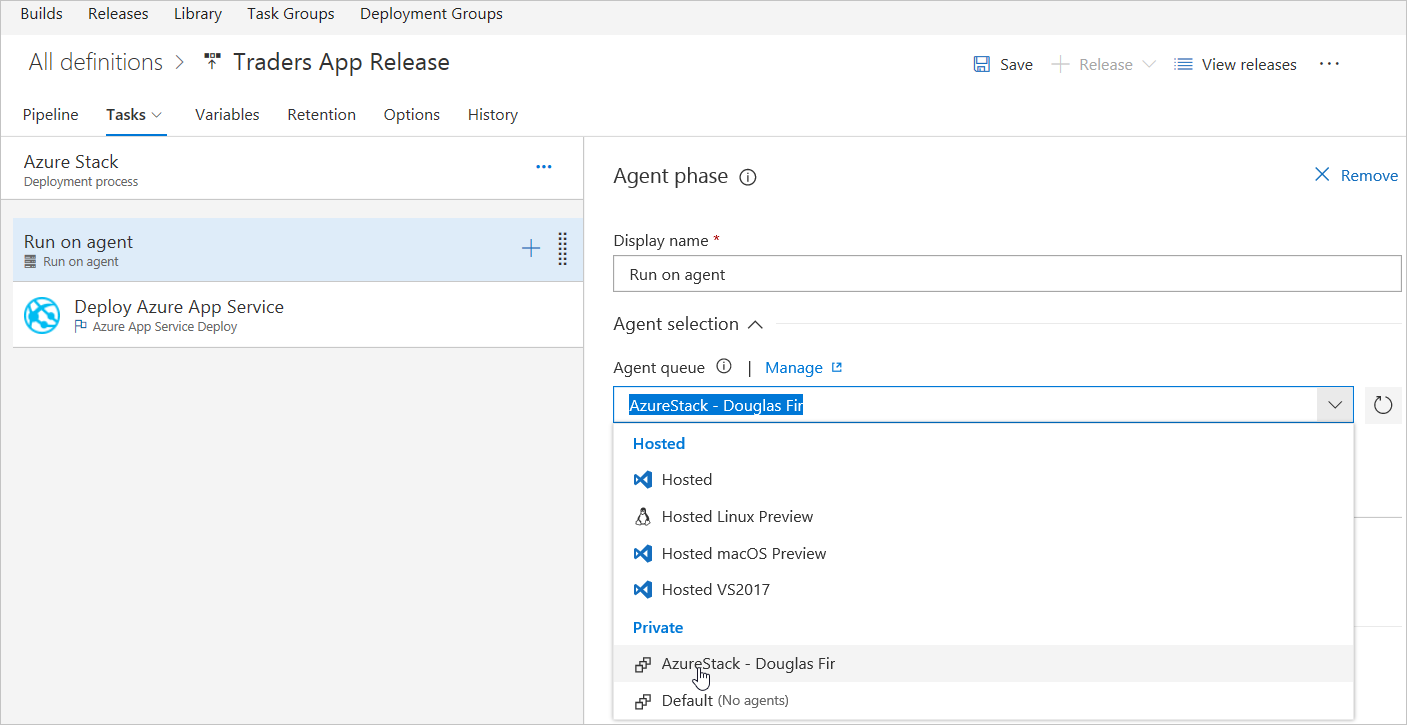 Builds Releases Library Task Groups Deployment Groups
All definitions > Traders App Release
Save + Release View releases ...
Pipeline Tasks Variables Retention Options History
Azure Stack
Deployment process
...
Run on agent
Run on agent
Deploy Azure App Service
Azure App Service Deploy
Agent phase
Remove
Display name *
Run on agent
Agent selection
Agent queue | Manage
AzureStack - Douglas Fir
Hosted
Hosted
Hosted Linux Preview
Hosted macOS Preview
Hosted VS2017
Private
AzureStack - Douglas Fir
Default (No agents)